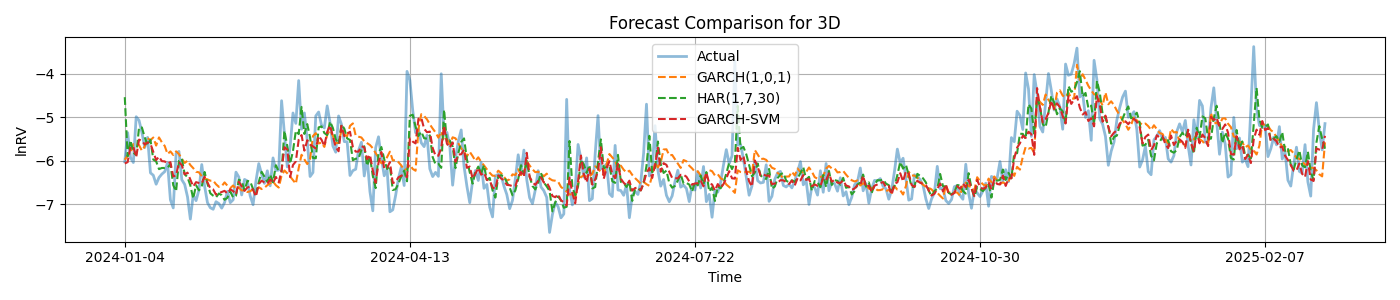 Forecast Comparison for 3D
Actual
GARCH(1,0,1)
HAR(1,7,30)
GARCH-SVM
lnRV
−4
−5
−6
−7
2024-01-04
2024-04-13
2024-07-22
2024-10-30
2025-02-07
Time